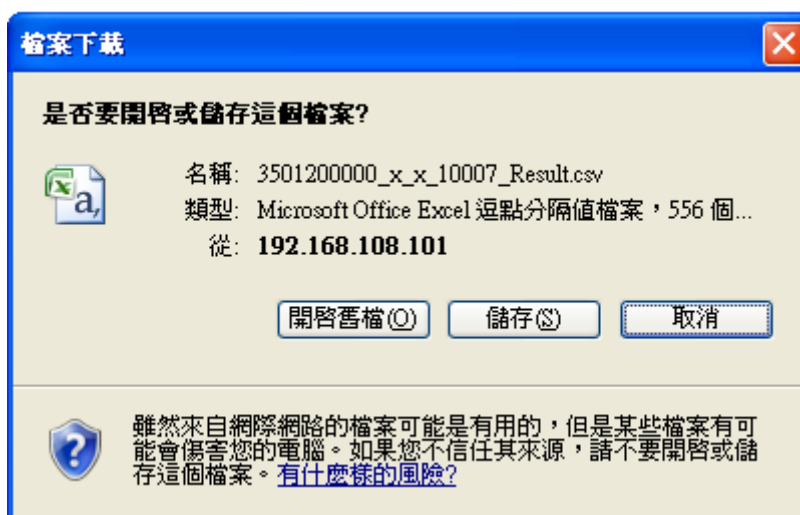 檔案下載
是否要開啓或儲存這個檔案?
名稱: 3501200000_x_x_10007_Result.csv
類型: Microsoft Office Excel 逗點分隔值檔案，556 個...
從: 192.168.108.101
開啓舊檔(O) 儲存(S) 取消
雖然來自網際網路的檔案可能是有用的，但是某些檔案有可
能會傷害您的電腦。如果您不信任其來源，請不要開啓或儲
存這個檔案。有什麼樣的風險?